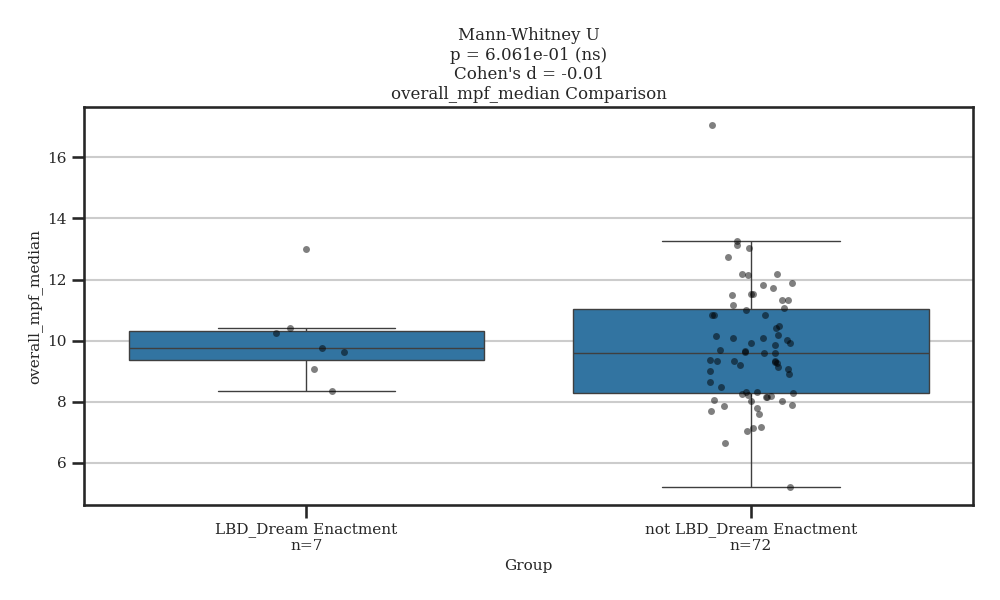 Mann-Whitney U
p = 6.061e-01 (ns)
Cohen's d = -0.01
overall_mpf_median Comparison
overall_mpf_median
16
14
12
10
8
6
LBD_Dream Enactment
n=7
not LBD_Dream Enactment
n=72
Group